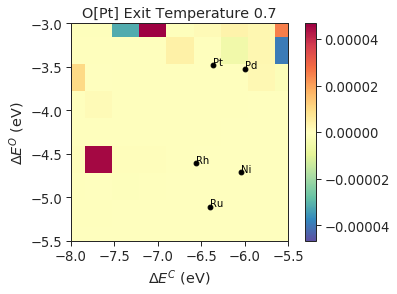 O[Pt] Exit Temperature 0.7
−3.0
−3.5
−4.0
−4.5
−5.0
−5.5
ΔE^O (eV)
Pt
Pd
Rh
Ni
Ru
−8.0 −7.5 −7.0 −6.5 −6.0 −5.5
ΔE^C (eV)
0.00004
0.00002
0.00000
−0.00002
−0.00004